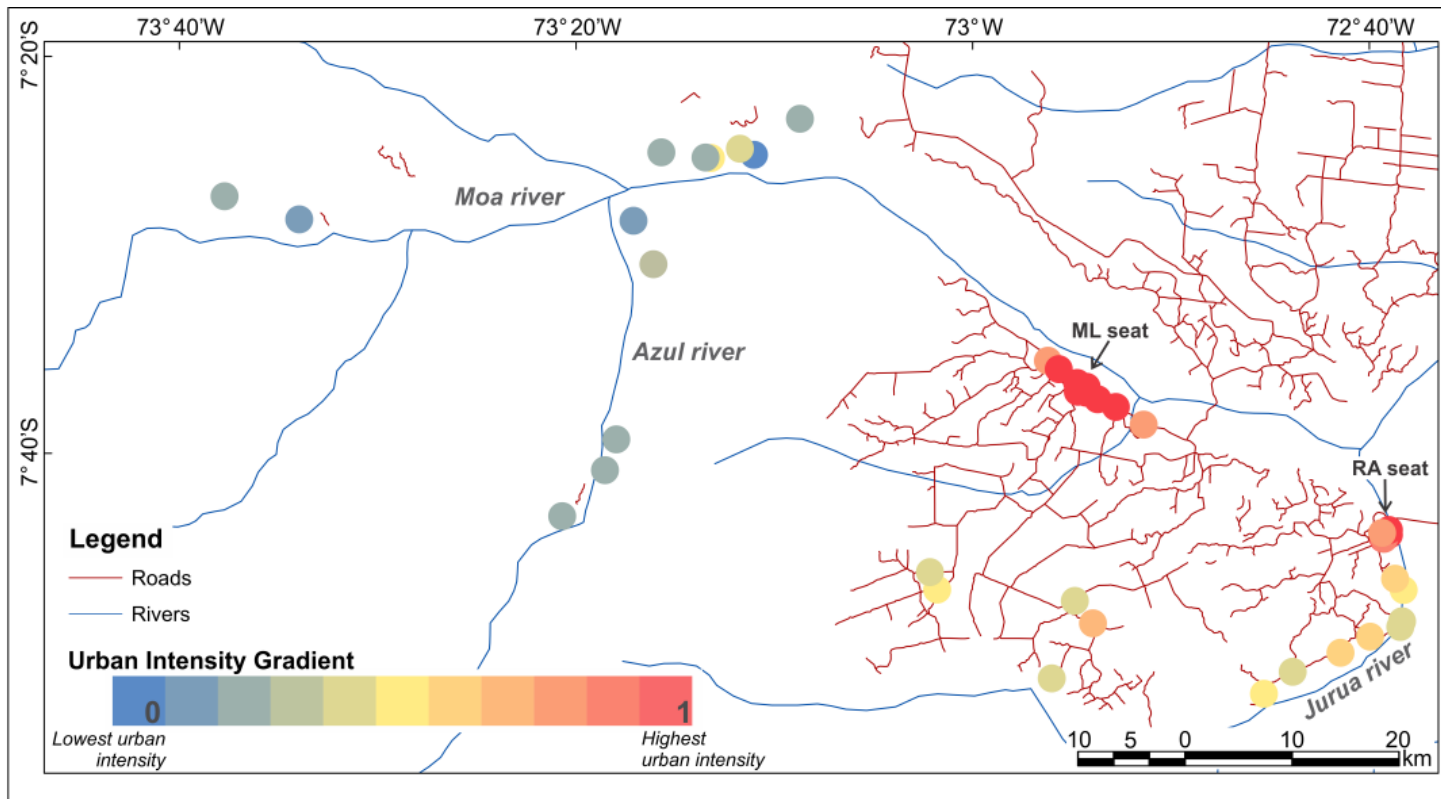 73°40'W
73°20'W
73°W
72°40'W
7°20'S
Moa river
Azul river
ML seat
7°40'S
RA seat
Legend
Roads
Rivers
Urban Intensity Gradient
0
1
Lowest urban
intensity
Highest
urban intensity
Jurua river
10 5 0 10 20
km